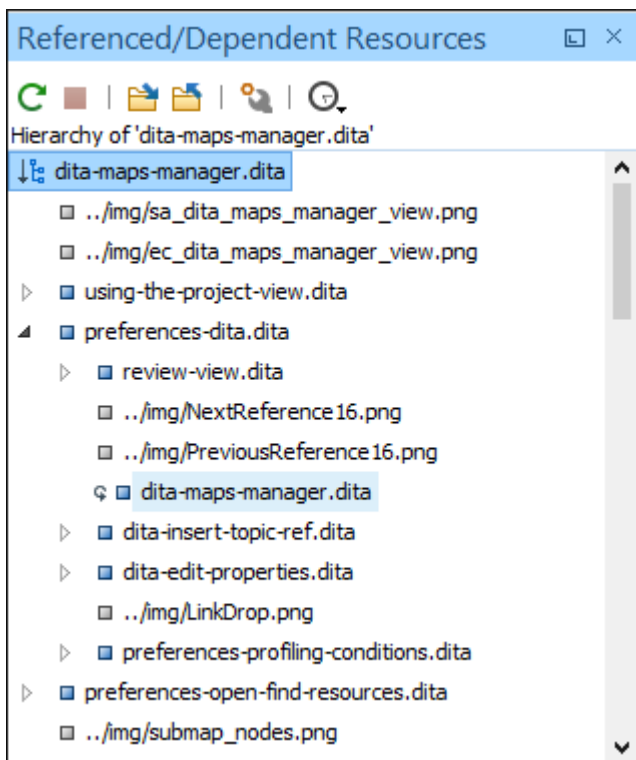 Referenced/Dependent Resources
Hierarchy of 'dita-maps-manager.dita'
dita-maps-manager.dita
../img/sa_dita_maps_manager_view.png
../img/ec_dita_maps_manager_view.png
using-the-project-view.dita
preferences-dita.dita
review-view.dita
../img/NextReference16.png
../img/PreviousReference16.png
dita-maps-manager.dita
dita-insert-topic-ref.dita
dita-edit-properties.dita
../img/LinkDrop.png
preferences-profiling-conditions.dita
preferences-open-find-resources.dita
../img/submap_nodes.png